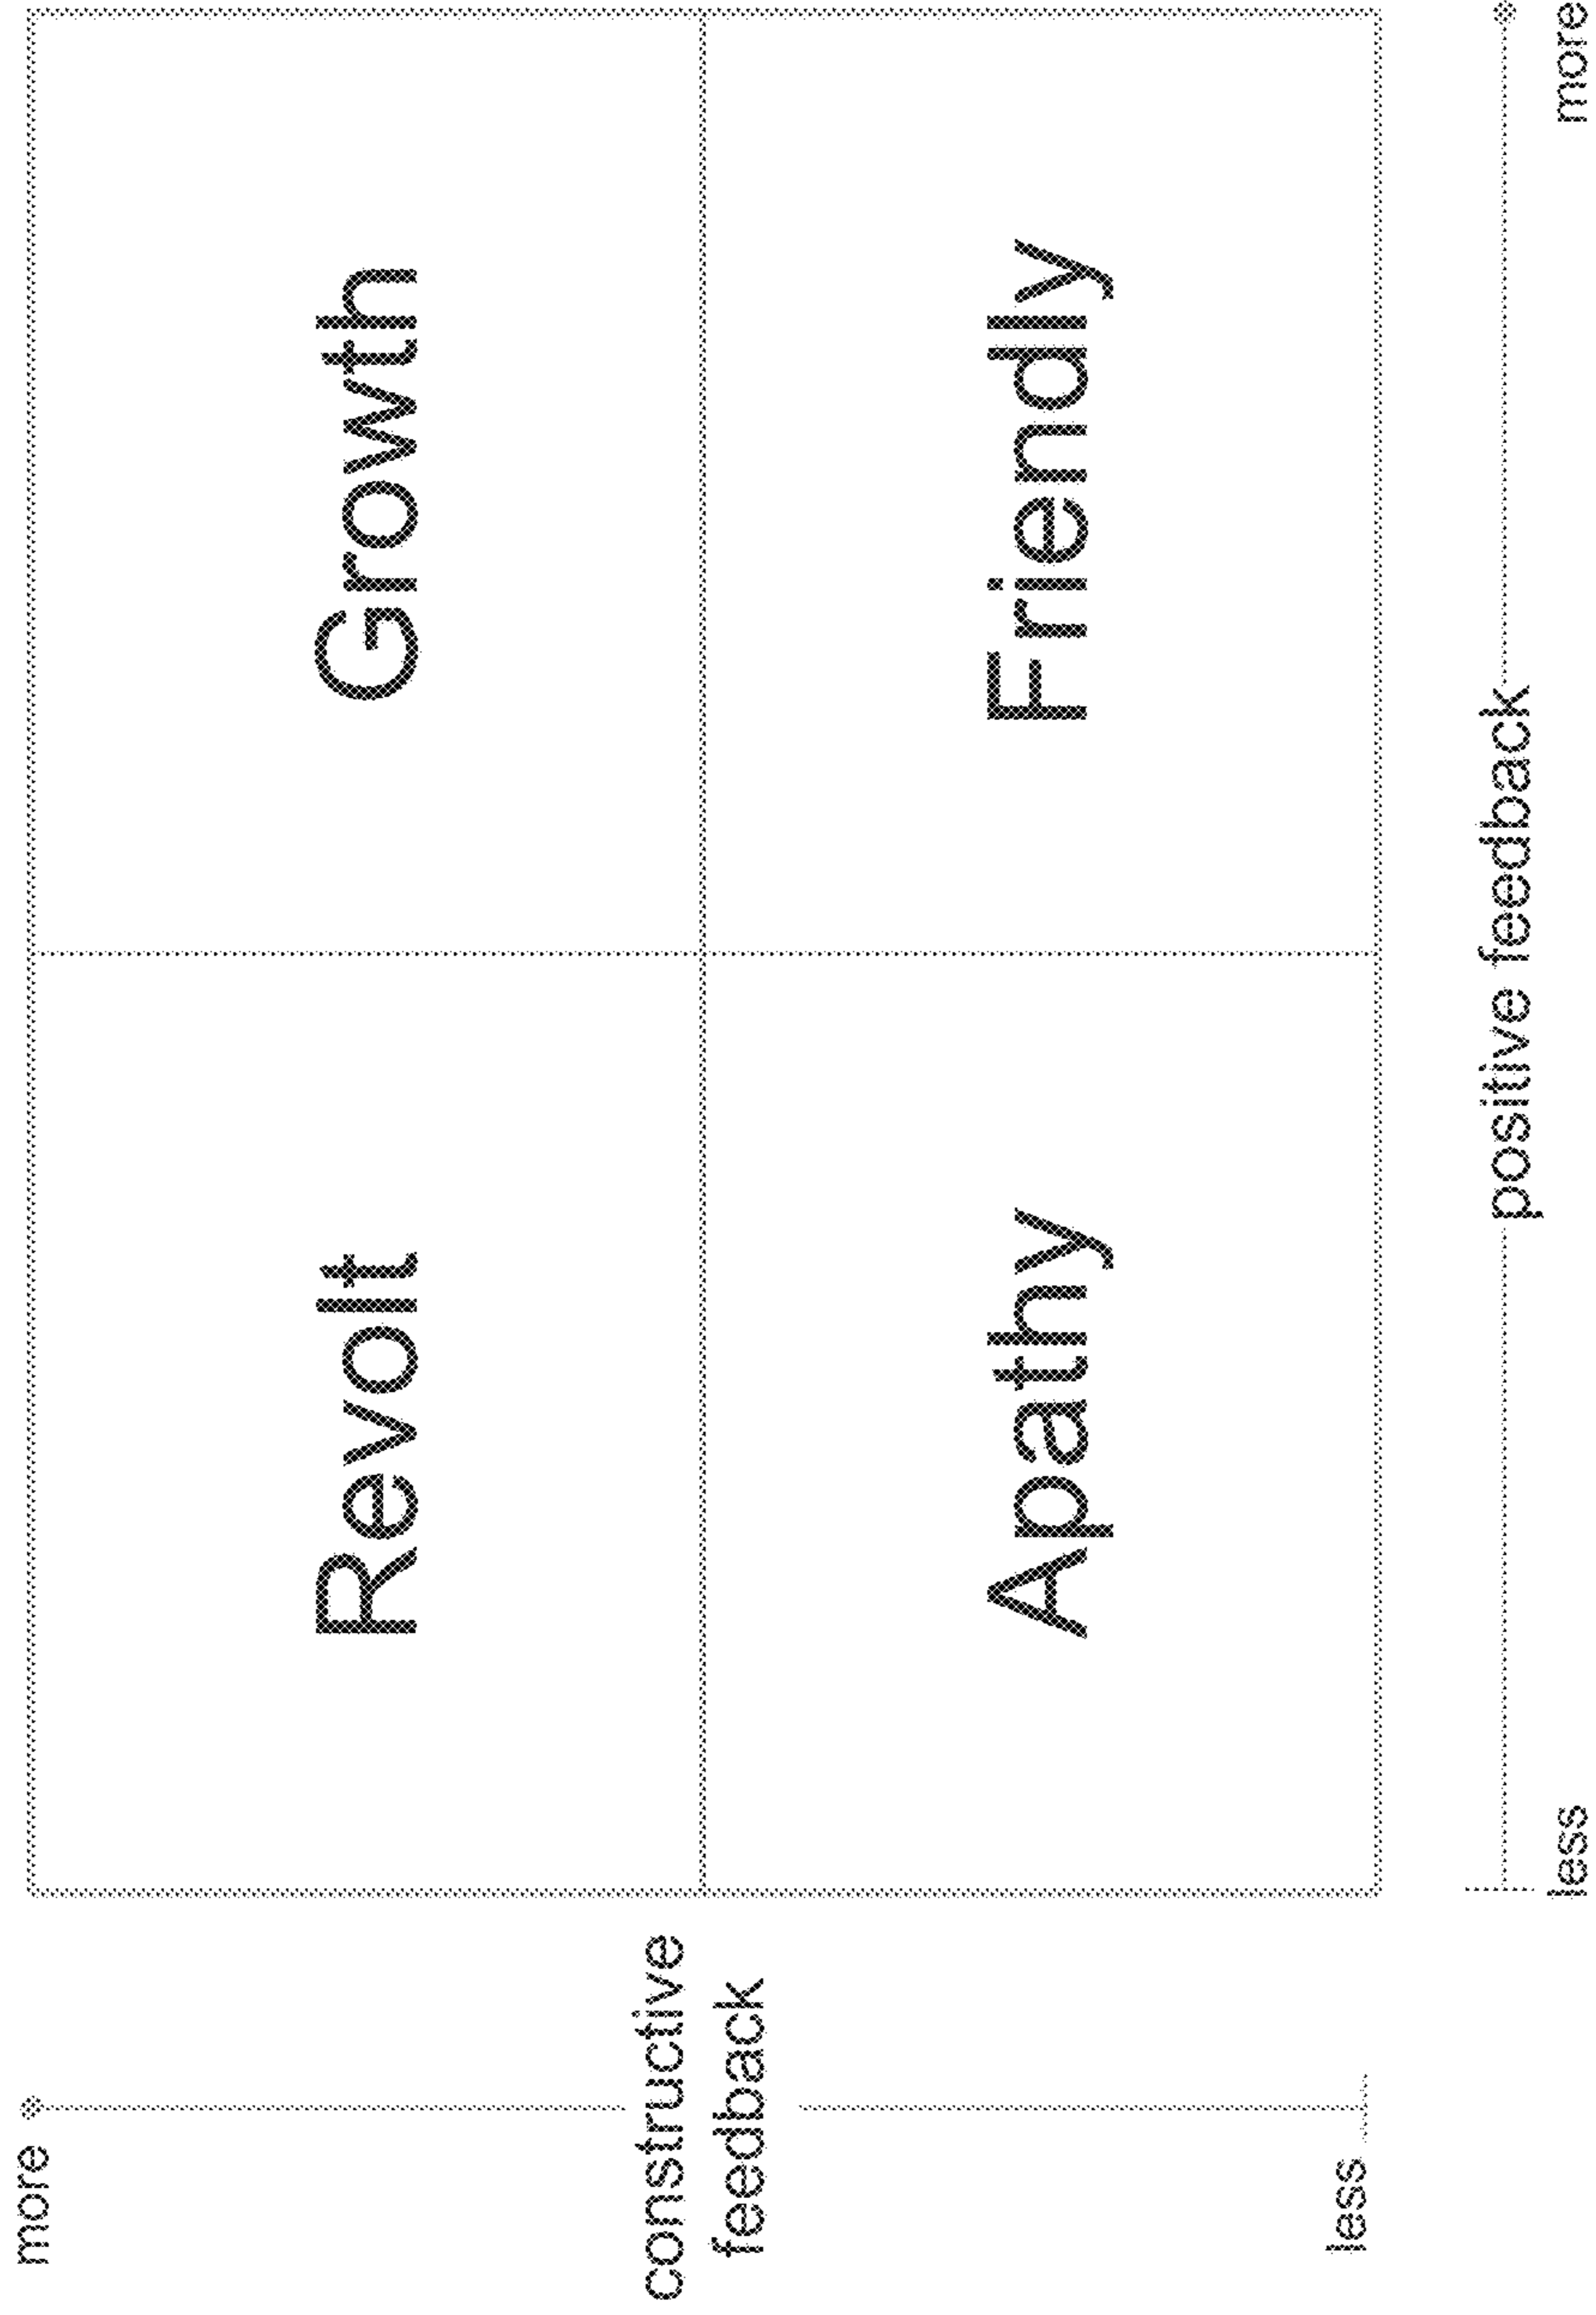 more
Revolt
Growth
constructive
feedback
Apathy
Friendly
less
positive feedback
less
more